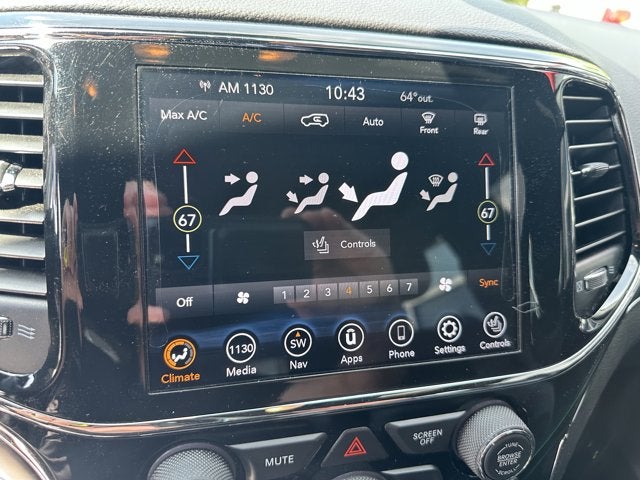 AM 1130 10:43 64° out.
Max A/C A/C Auto Front Rear
67 67
Controls
Off 1 2 3 4 5 6 7 Sync
1130 SW ü
Climate Media Nav Apps Phone Settings Controls
MUTE SCREEN OFF TUNE BROWSE ENTER